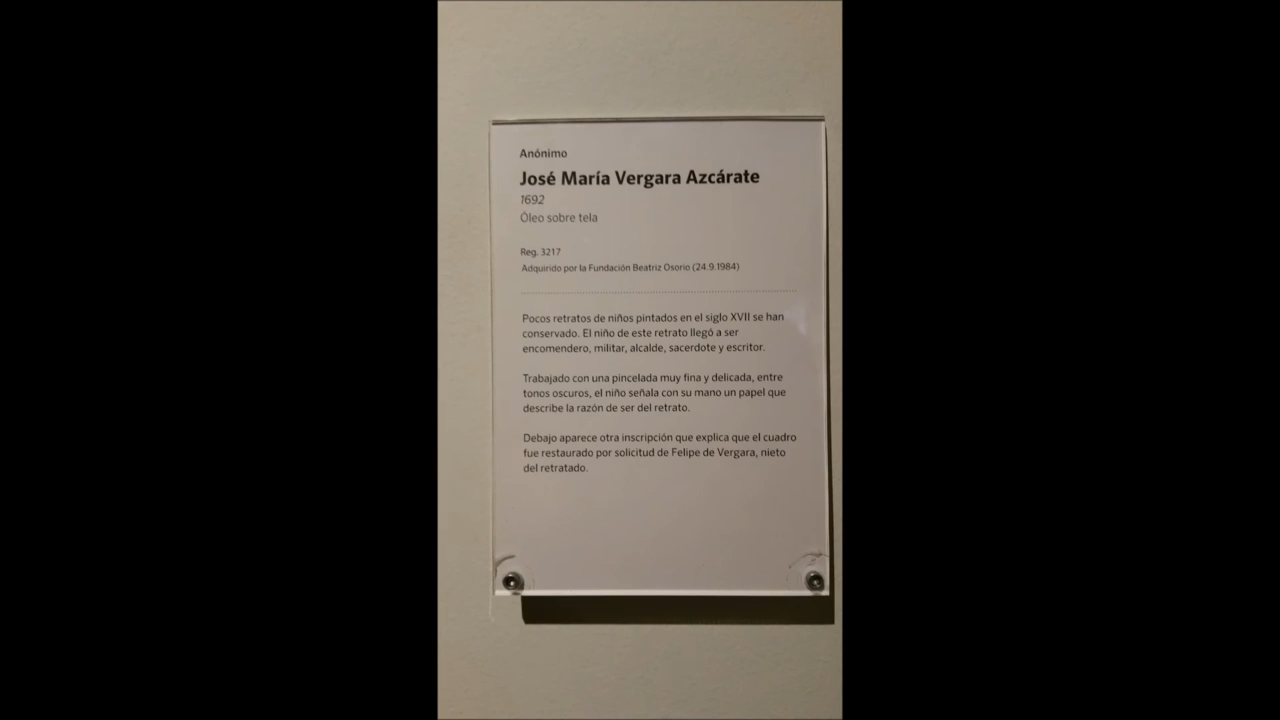 Anónimo
José María Vergara Azcárate
1692
Óleo sobre tela
Reg. 3217
Adquirido por la Fundación Beatriz Osorio (24.9.1984)
Pocos retratos de niños pintados en el siglo XVII se han
conservado. El niño de este retrato llegó a ser
encomendero, militar, alcalde, sacerdote y escritor.
Trabajado con una pincelada muy fina y delicada, entre
tonos oscuros, el niño señala con su mano un papel que
describe la razón de ser del retrato.
Debajo aparece otra inscripción que explica que el cuadro
fue restaurado por solicitud de Felipe de Vergara, nieto
del retratado.